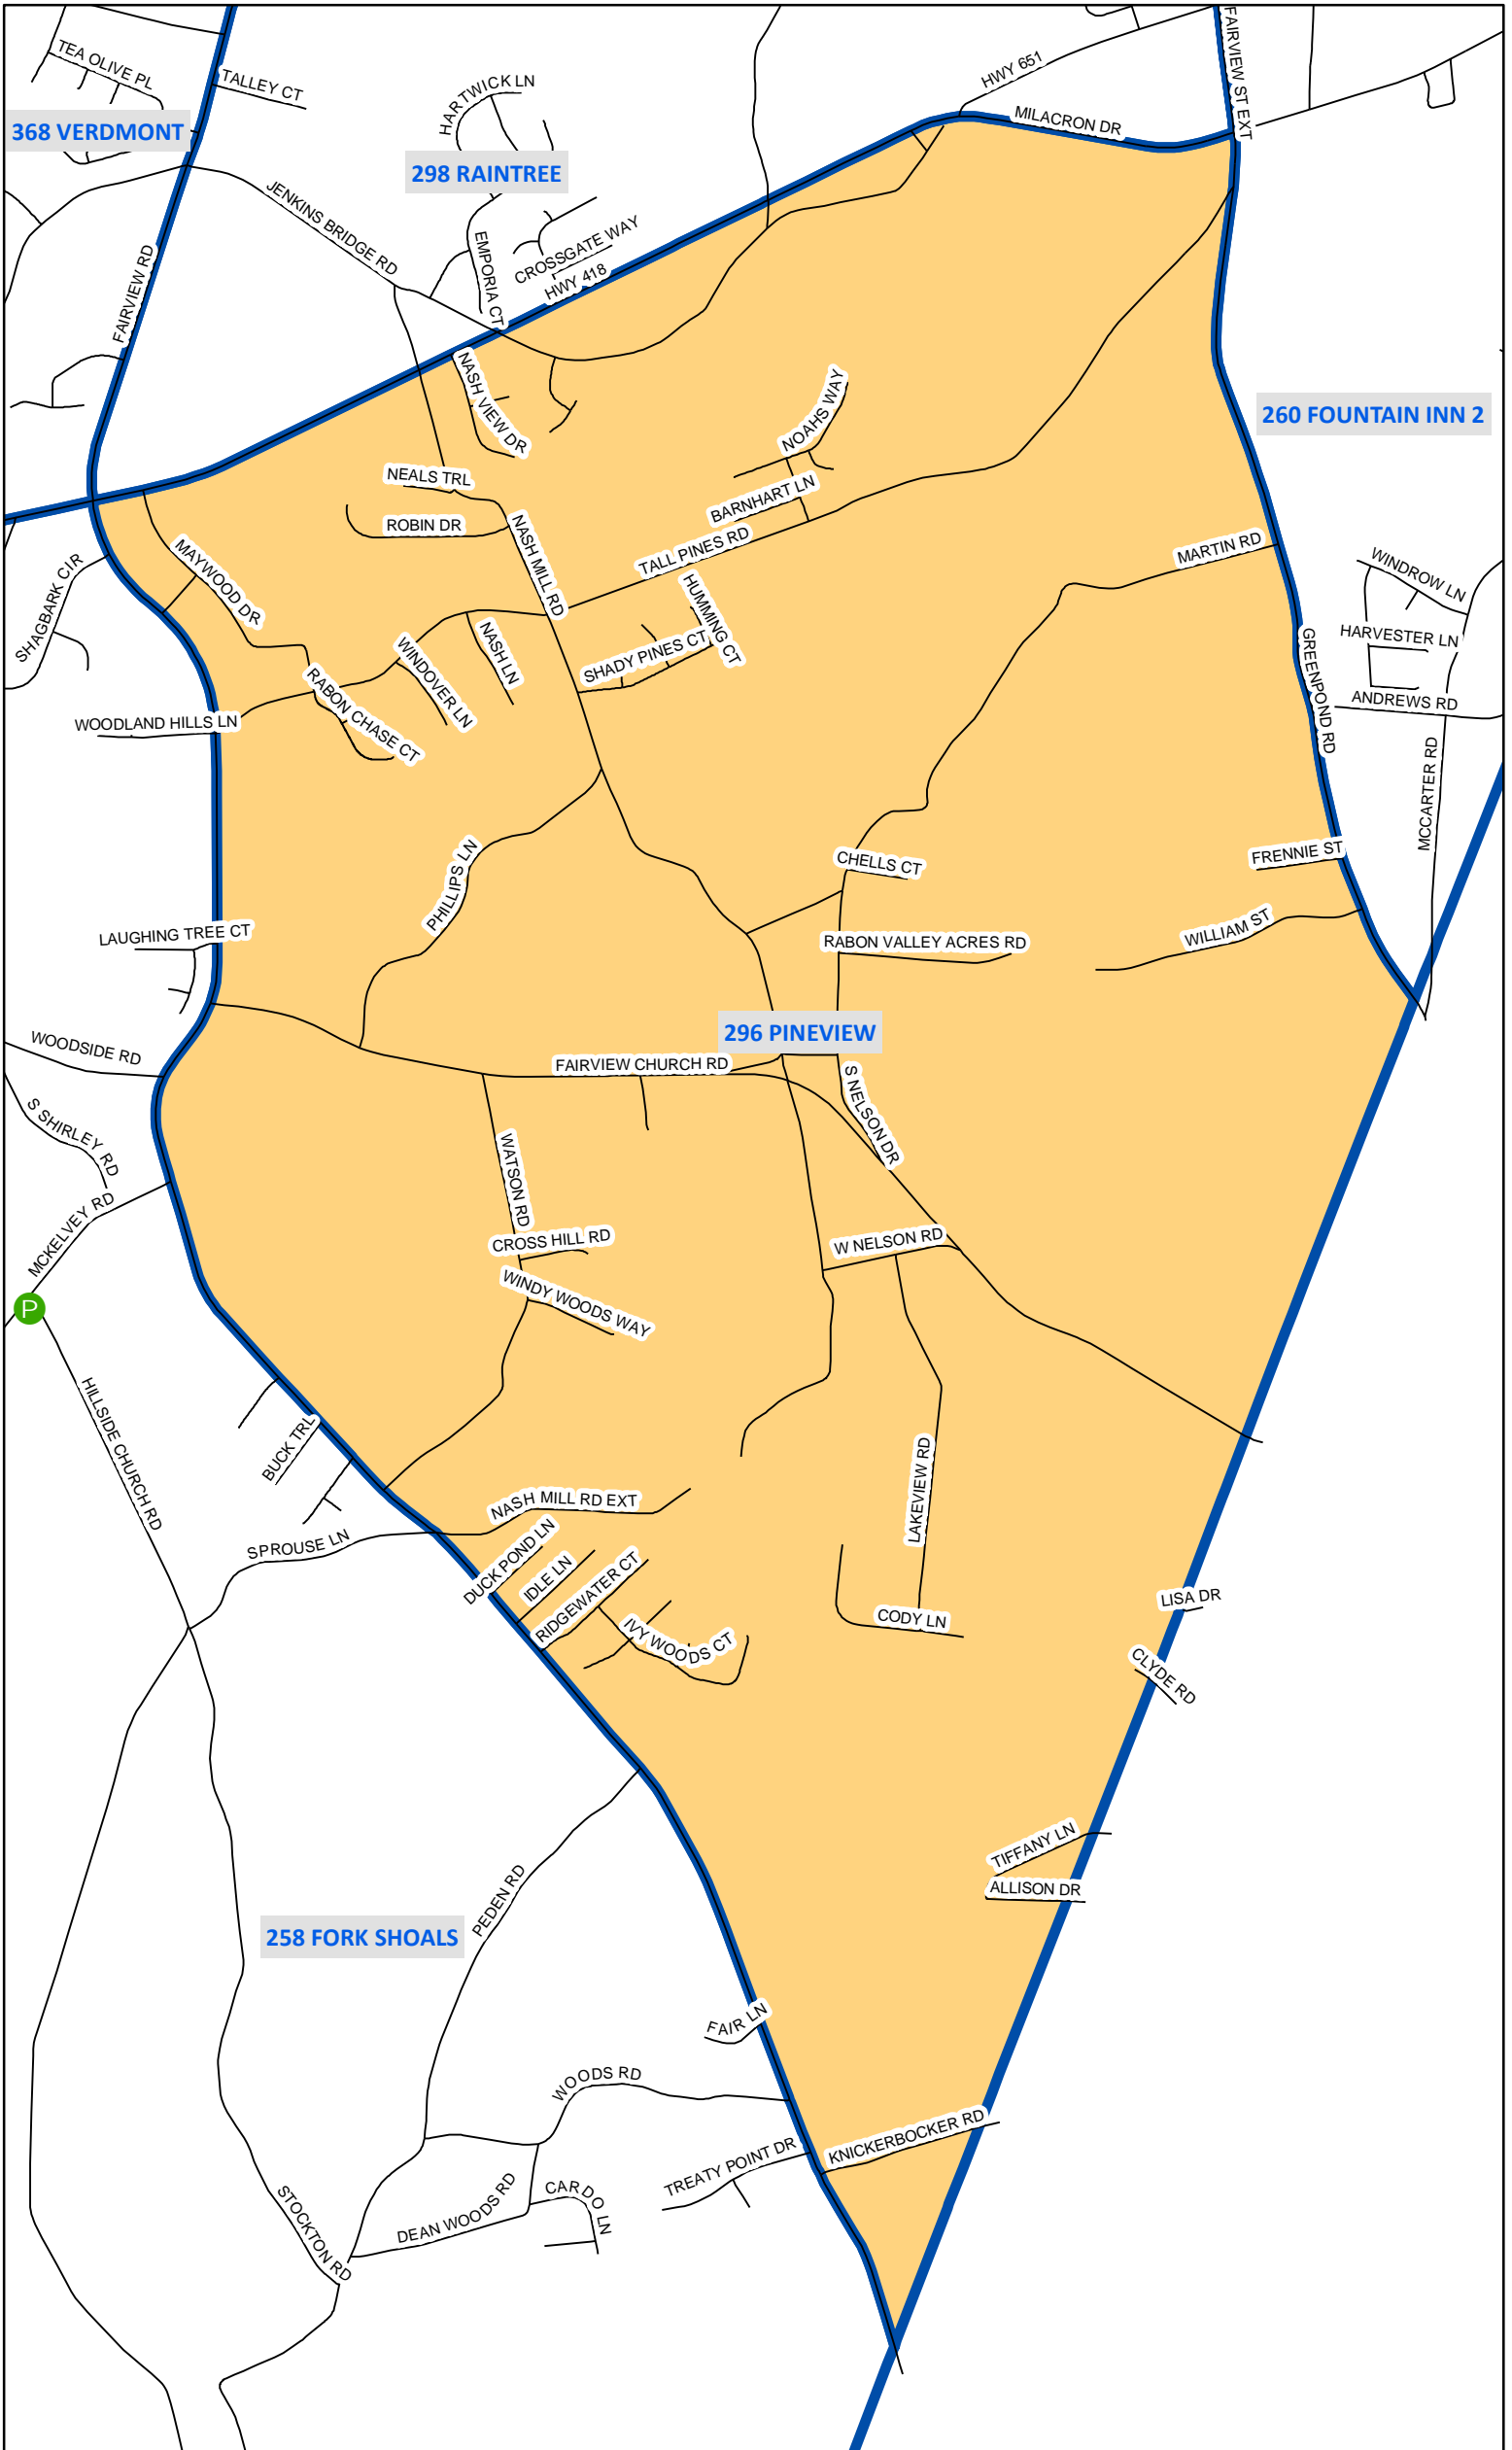 TEA OLIVE PL
TALLEY CT
HARTWICK LN
HWY 651
FAIRVIEW ST EXT
MILACRON DR
368 VERDMONT
298 RAINTREE
JENKINS BRIDGE RD
EMPORIA CT
CROSSGATE WAY
HWY 418
FAIRVIEW RD
NASH VIEW DR
NOAHS WAY
260 FOUNTAIN INN 2
NEALS TRL
BARNHART LN
ROBIN DR
NASH MILL RD
TALL PINES RD
MARTIN RD
WINDROW LN
MAYWOOD DR
SHAGBARK CIR
HUMMING CT
HARVESTER LN
NASH LN
SHADY PINES CT
WINDOVER LN
GREENPOND RD
RABON CHASE CT
ANDREWS RD
WOODLAND HILLS LN
MCCARTER RD
PHILLIPS LN
CHELLS CT
FRENNIE ST
LAUGHING TREE CT
RABON VALLEY ACRES RD
WILLIAM ST
296 PINEVIEW
WOODSIDE RD
FAIRVIEW CHURCH RD
S NELSON DR
S SHIRLEY RD
WATSON RD
MCKELVEY RD
CROSS HILL RD
W NELSON RD
P
WINDY WOODS WAY
HILLSIDE CHURCH RD
BUCK TRL
LAKEVIEW RD
NASH MILL RD EXT
SPROUSE LN
DUCK POND LN
IDLE LN
RIDGEWATER CT
LISA DR
CODY LN
IVY WOODS CT
CLYDE RD
TIFFANY LN
ALLISON DR
PEDEN RD
258 FORK SHOALS
FAIR LN
WOODS RD
KNICKERBOCKER RD
TREATY POINT DR
CARDO LN
DEAN WOODS RD
STOCKTON RD